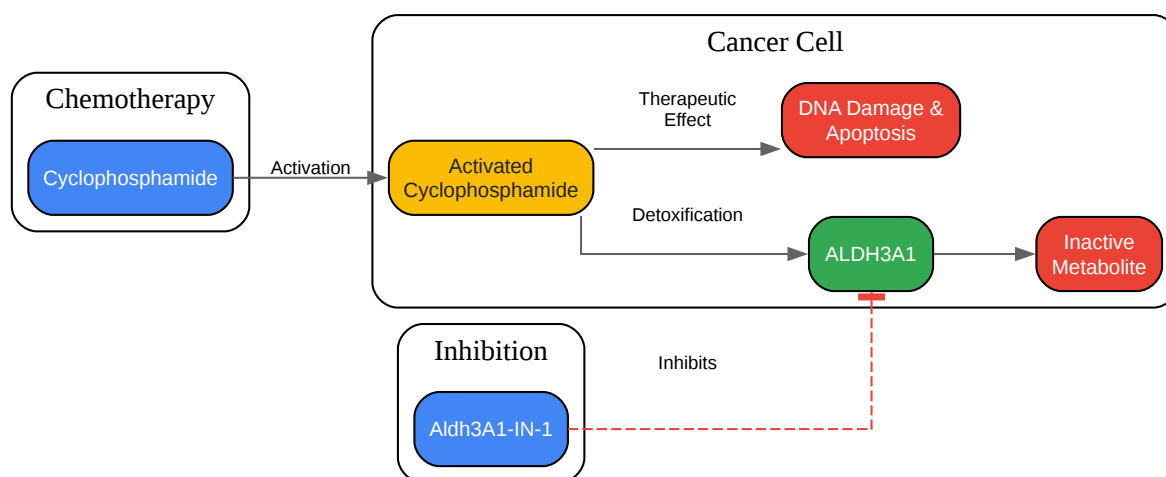 Cancer Cell
Chemotherapy
Cyclophosphamide
Activation
Activated
Cyclophosphamide
Therapeutic
Effect
DNA Damage &
Apoptosis
Detoxification
ALDH3A1
Inactive
Metabolite
Inhibition
Aldh3A1-IN-1
Inhibits